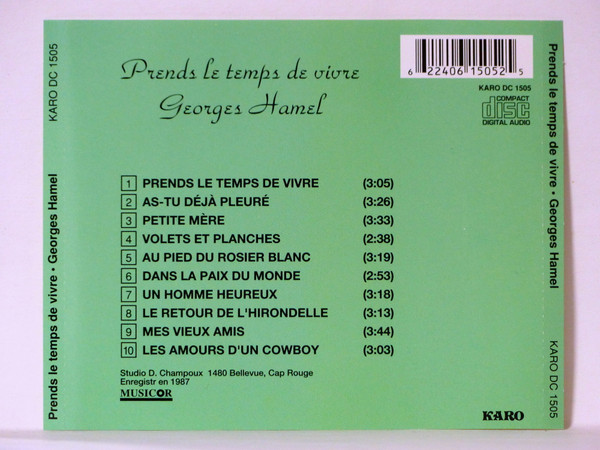 Prends le temps de vivre
Georges Hamel
6 22406 15052 5
KARO DC 1505
COMPACT
disc
DIGITAL AUDIO
1 PRENDS LE TEMPS DE VIVRE (3:05)
2 AS-TU DÉJÀ PLEURÉ (3:26)
3 PETITE MÈRE (3:33)
4 VOLETS ET PLANCHES (2:38)
5 AU PIED DU ROSIER BLANC (3:19)
6 DANS LA PAIX DU MONDE (2:53)
7 UN HOMME HEUREUX (3:18)
8 LE RETOUR DE L'HIRONDELLE (3:13)
9 MES VIEUX AMIS (3:44)
10 LES AMOURS D'UN COWBOY (3:03)
Studio D. Champoux 1480 Bellevue, Cap Rouge
Enregistr en 1987
MUSICOR
KARO
Prends le temps de vivre • Georges Hamel KARO DC 1505
Prends le temps de vivre • Georges Hamel KARO DC 1505